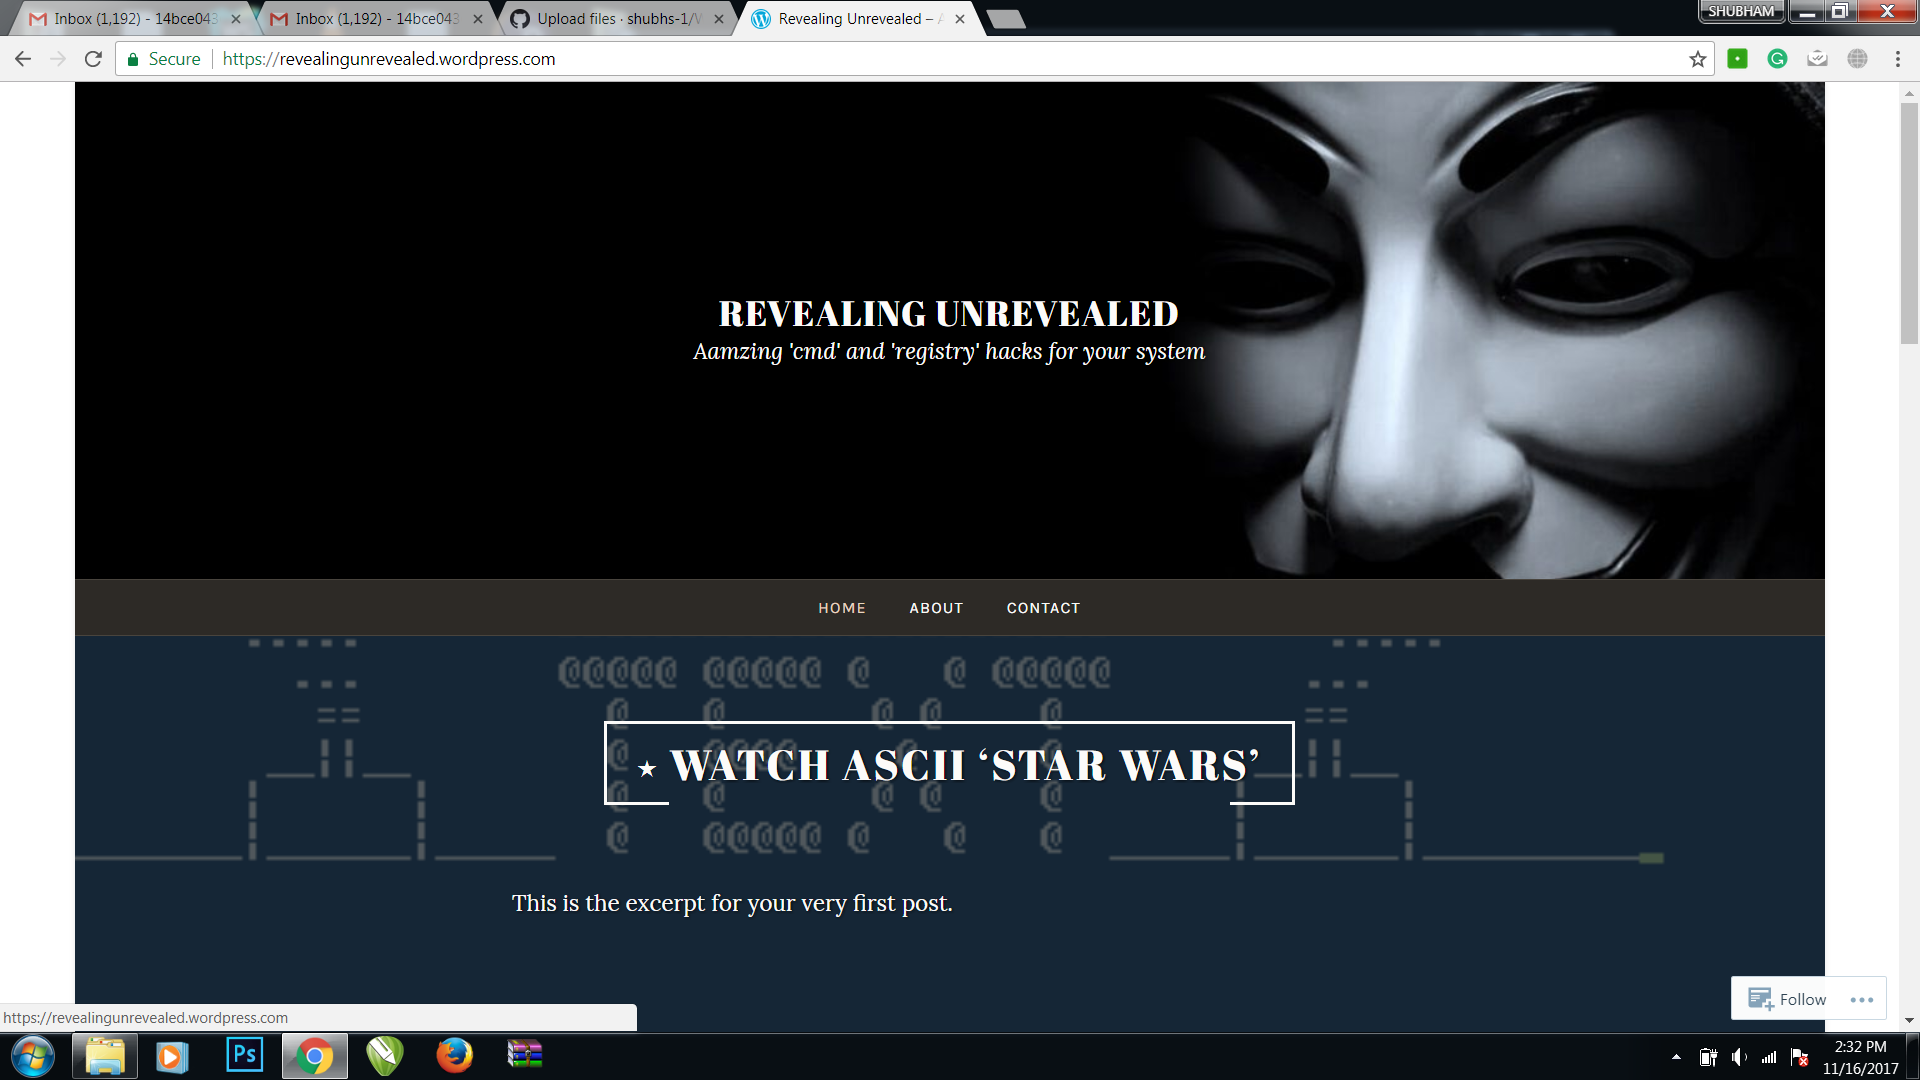 Inbox (1,192) - 14bce043
Inbox (1,192) - 14bce043
Upload files · shubhs-1/W
Revealing Unrevealed – A
SHUBHAM
Secure
https://revealingunrevealed.wordpress.com
REVEALING UNREVEALED
Aamzing 'cmd' and 'registry' hacks for your system
HOME
ABOUT
CONTACT
@@@@@ @@@@@ @ @ @@@@@
★ WATCH ASCII ‘STAR WARS’
@ @@@@@ @ @ @
This is the excerpt for your very first post.
Follow
https://revealingunrevealed.wordpress.com
Ps
2:32 PM
11/16/2017